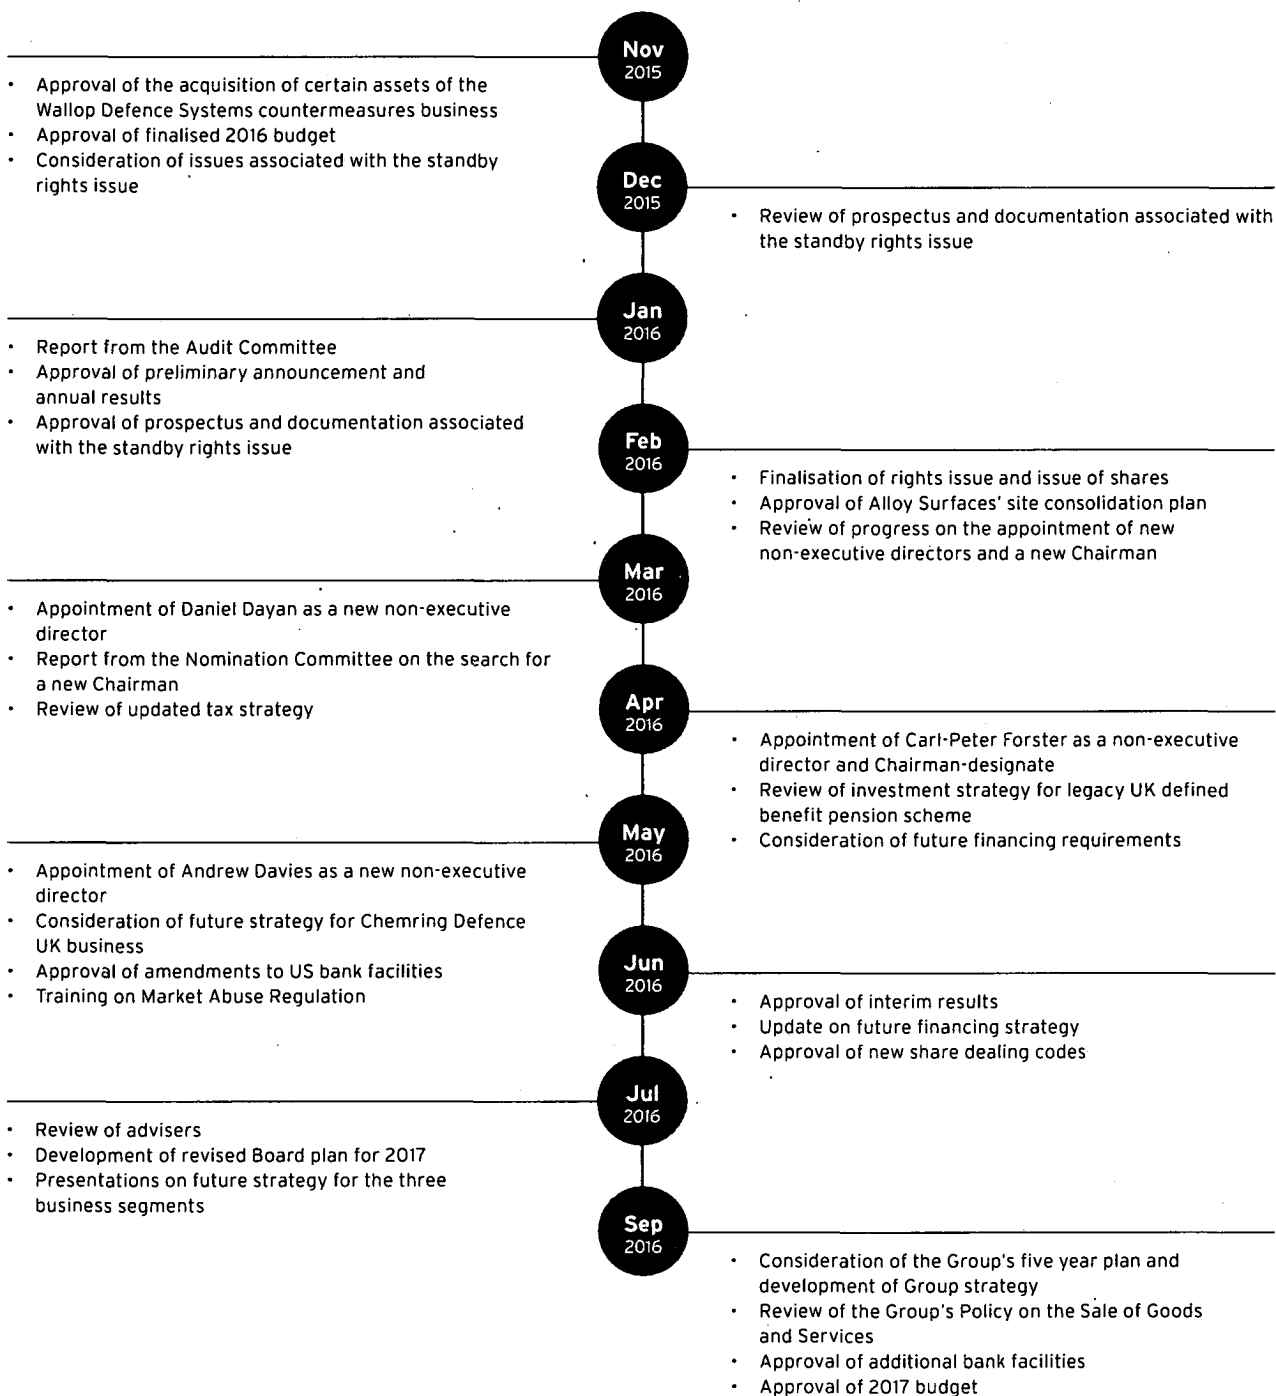 Nov
2015
• Approval of the acquisition of certain assets of the
Wallop Defence Systems countermeasures business
• Approval of finalised 2016 budget
• Consideration of issues associated with the standby
rights issue
Dec
2015
• Review of prospectus and documentation associated with
the standby rights issue
Jan
2016
• Report from the Audit Committee
• Approval of preliminary announcement and
annual results
• Approval of prospectus and documentation associated
with the standby rights issue
Feb
2016
• Finalisation of rights issue and issue of shares
• Approval of Alloy Surfaces' site consolidation plan
• Review of progress on the appointment of new
non-executive directors and a new Chairman
Mar
2016
• Appointment of Daniel Dayan as a new non-executive
director
• Report from the Nomination Committee on the search for
a new Chairman
• Review of updated tax strategy
Apr
2016
• Appointment of Carl-Peter Forster as a non-executive
director and Chairman-designate
• Review of investment strategy for legacy UK defined
benefit pension scheme
• Consideration of future financing requirements
May
2016
• Appointment of Andrew Davies as a new non-executive
director
• Consideration of future strategy for Chemring Defence
UK business
• Approval of amendments to US bank facilities
• Training on Market Abuse Regulation
Jun
2016
• Approval of interim results
• Update on future financing strategy
• Approval of new share dealing codes
Jul
2016
• Review of advisers
• Development of revised Board plan for 2017
• Presentations on future strategy for the three
business segments
Sep
2016
• Consideration of the Group's five year plan and
development of Group strategy
• Review of the Group's Policy on the Sale of Goods
and Services
• Approval of additional bank facilities
• Approval of 2017 budget